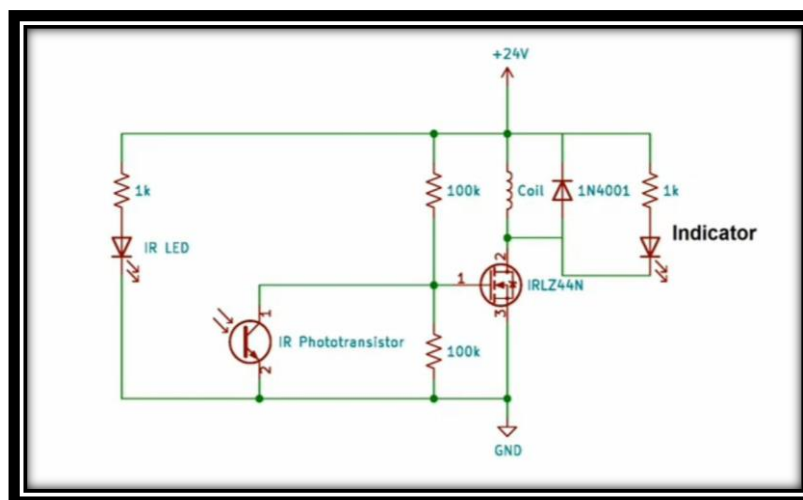 +24V
1k
100k
Coil
1N4001
1k
Indicator
IR LED
2
1
IRLZ44N
3
1
IR Phototransistor
2
100k
GND